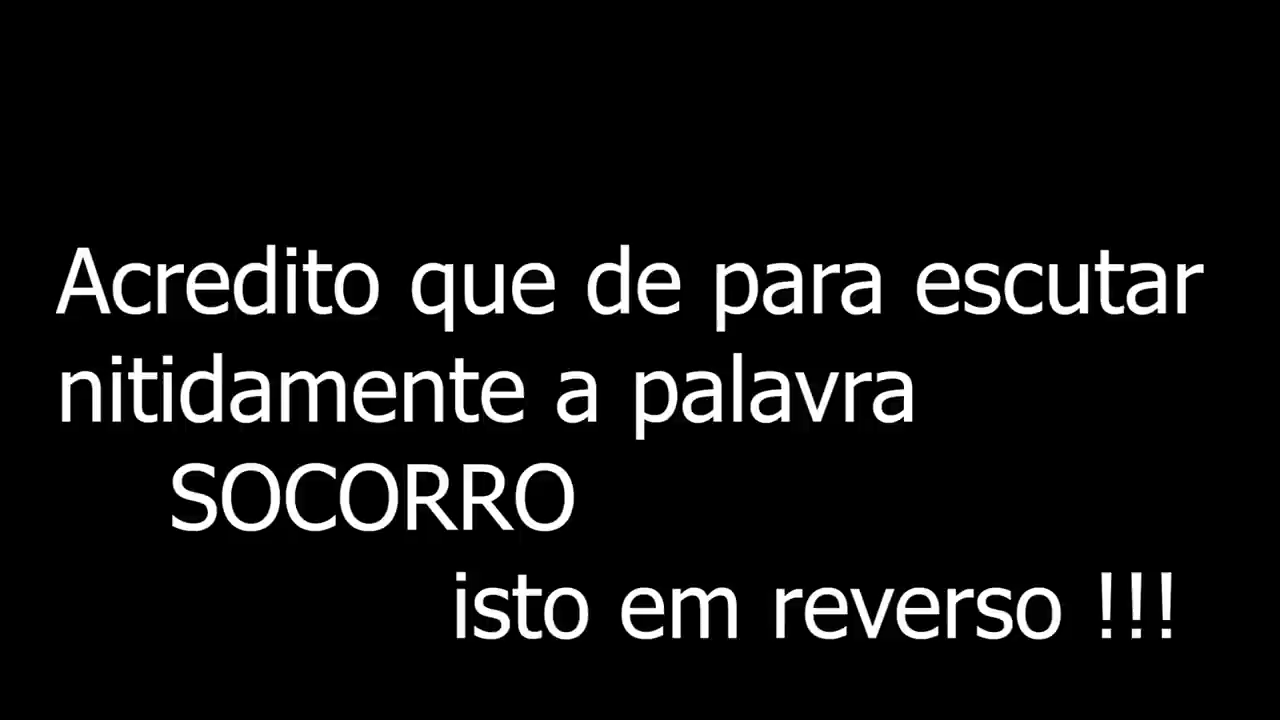 Acredito que de para escutar
nitidamente a palavra
SOCORRO
isto em reverso !!!